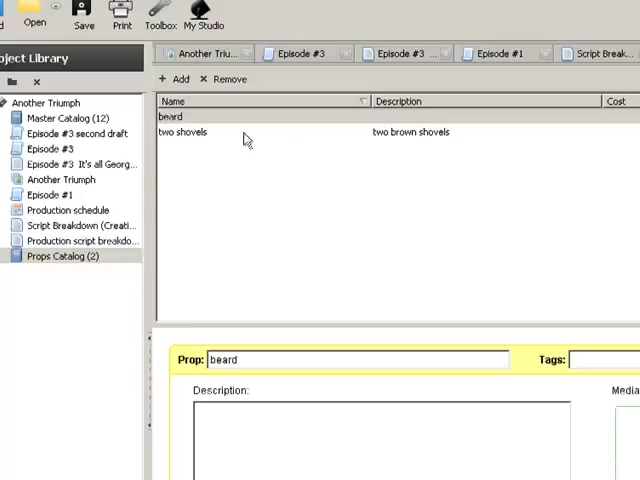 Open Save Print Toolbox My Studio
oject Library
Another Triu... Episode #3 Episode #3 ... Episode #1 Script Break...
Add Remove
Another Triumph
Master Catalog (12)
Episode #3 second draft
Episode #3
Episode #3 It's all Georg...
Another Triumph
Episode #1
Production schedule
Script Breakdown (Creati...
Production script breakdo...
Props Catalog (2)
Name Description Cost
beard
two shovels two brown shovels
Prop: beard Tags:
Description: Media